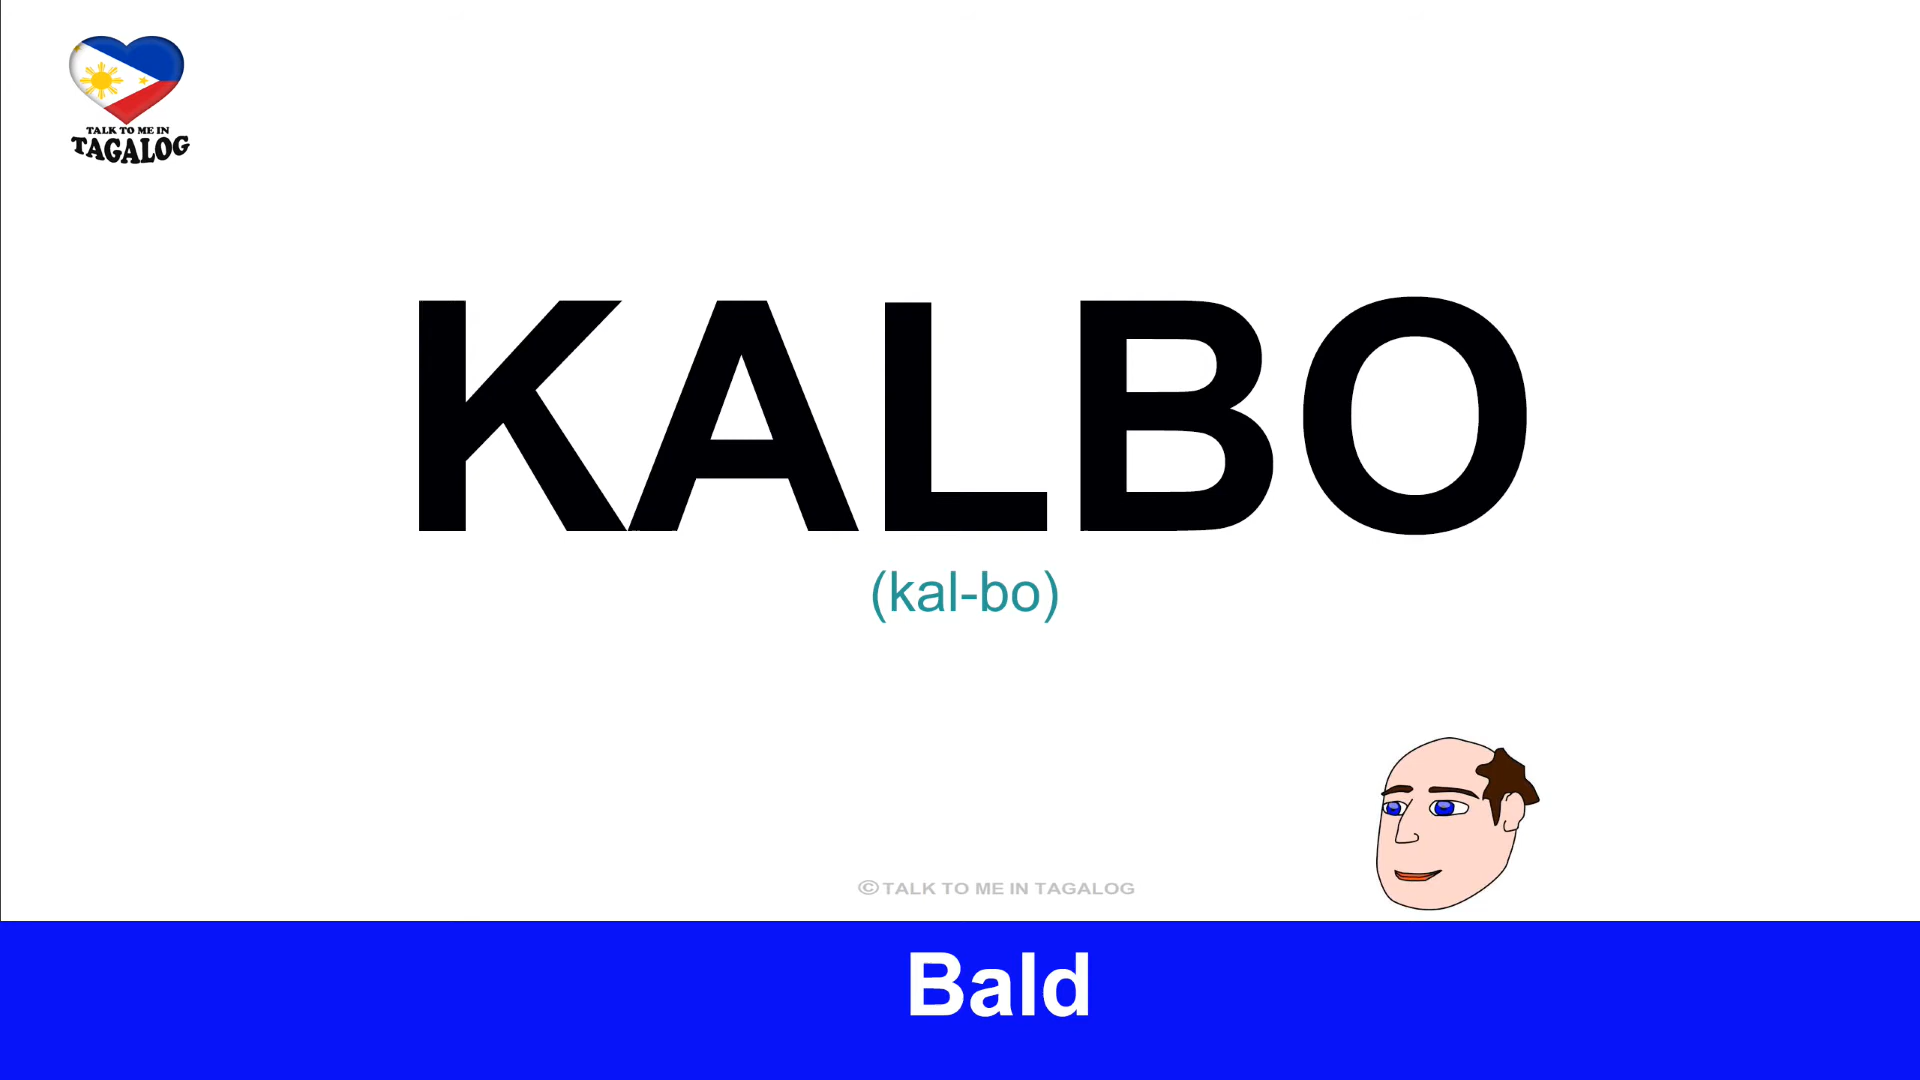 TALK TO ME IN
TAGALOG
KALBO
(kal-bo)
©TALK TO ME IN TAGALOG
Bald